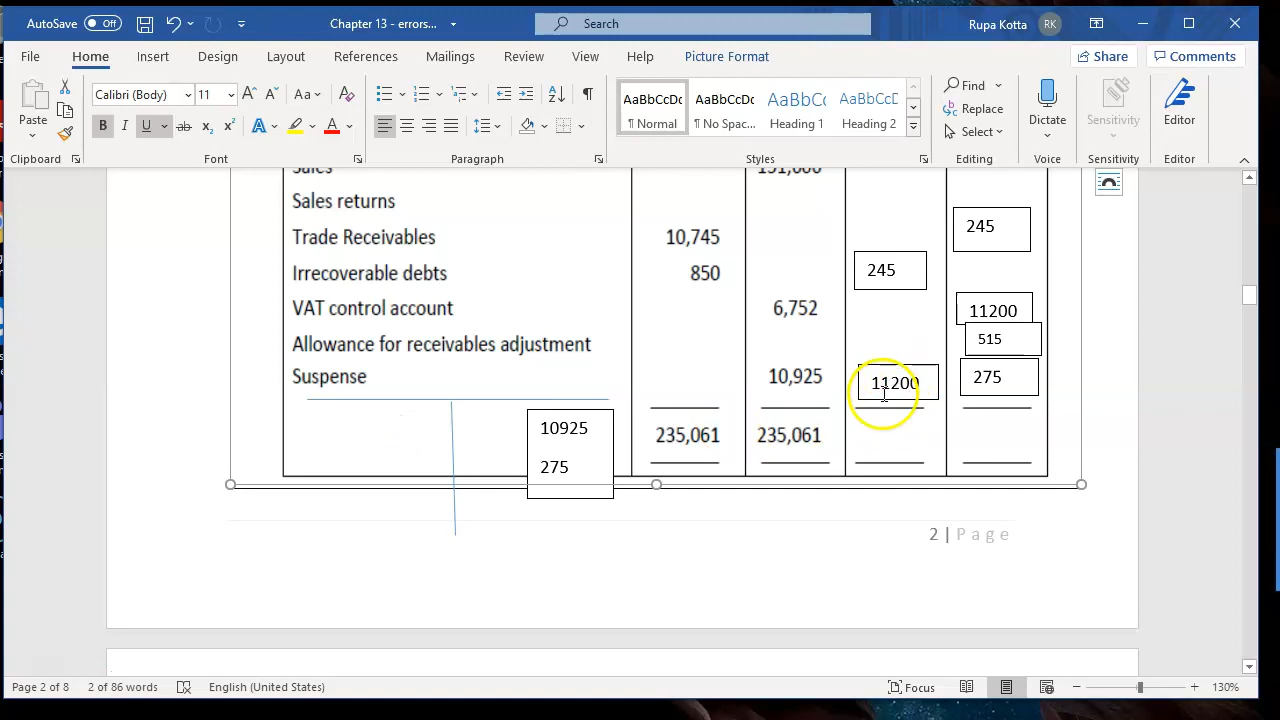 AutoSave Off Chapter 13 - errors... Search Rupa Kotta RK
File Home Insert Design Layout References Mailings Review View Help Picture Format Share Comments
Paste Calibri (Body) 11 AaBbCcDc AaBbCcDc AaBbCc AaBbCcD Find Replace Select Dictate Sensitivity Editor
¶ Normal ¶ No Spac... Heading 1 Heading 2
Clipboard Font Paragraph Styles Editing Voice Sensitivity Editor
Sales 151,600
Sales returns 245
Trade Receivables 10,745
Irrecoverable debts 850 245
VAT control account 6,752 11200
Allowance for receivables adjustment 515
Suspense 10,925 11200 275
10925 235,061 235,061
275
2 | Page
Page 2 of 8 2 of 86 words English (United States) Focus 130%